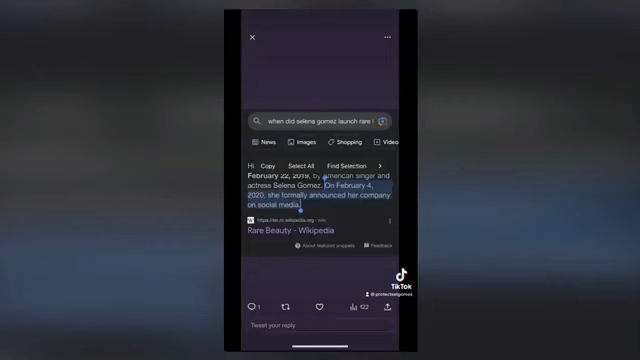 when did selena gomez launch rare
News Images Shopping Video
Hi Copy Select All Find Selection
February 22, 2019, by American singer and
actress Selena Gomez. On February 4,
2020, she formally announced her company
on social media.
W https://en.m.wikipedia.org › wiki
Rare Beauty - Wikipedia
About featured snippets Feedback
TikTok
@protectselgomez
1 122
Tweet your reply